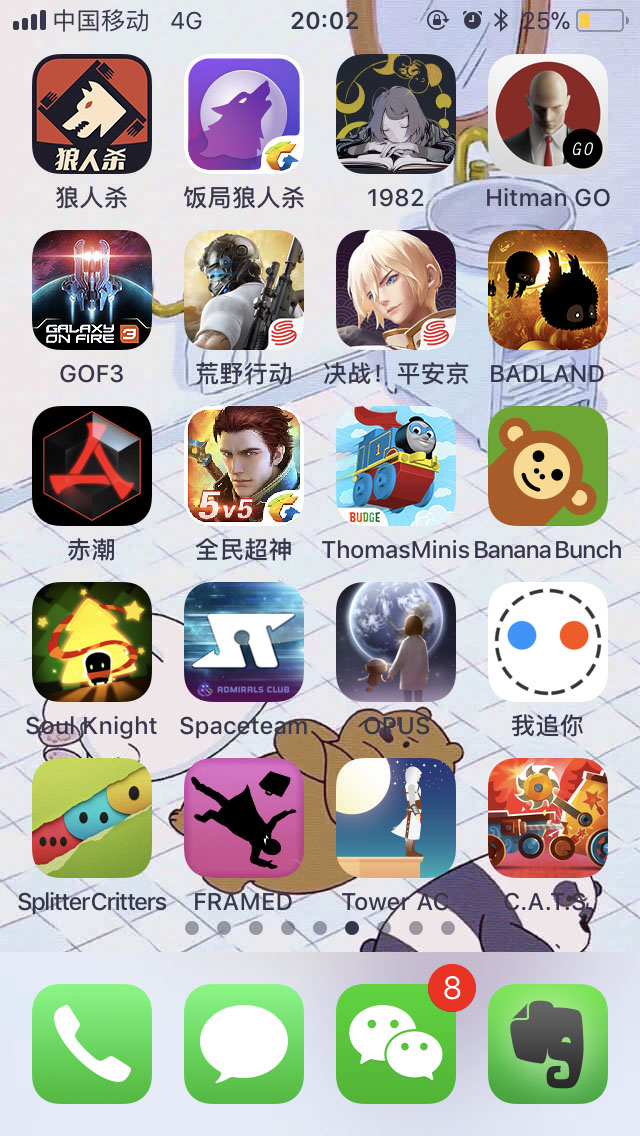 中国移动 4G 20:02 25%
狼人杀
狼人杀 饭局狼人杀 1982 Hitman GO
GO
GALAXY ON FIRE 3
GOF3 荒野行动 决战！平安京 BADLAND
5v5 BUDGE
赤潮 全民超神 ThomasMinis Banana Bunch
ADMIRALS CLUB
Soul Knight Spaceteam OPUS 我追你
SplitterCritters FRAMED Tower AC C.A.T.S.
8